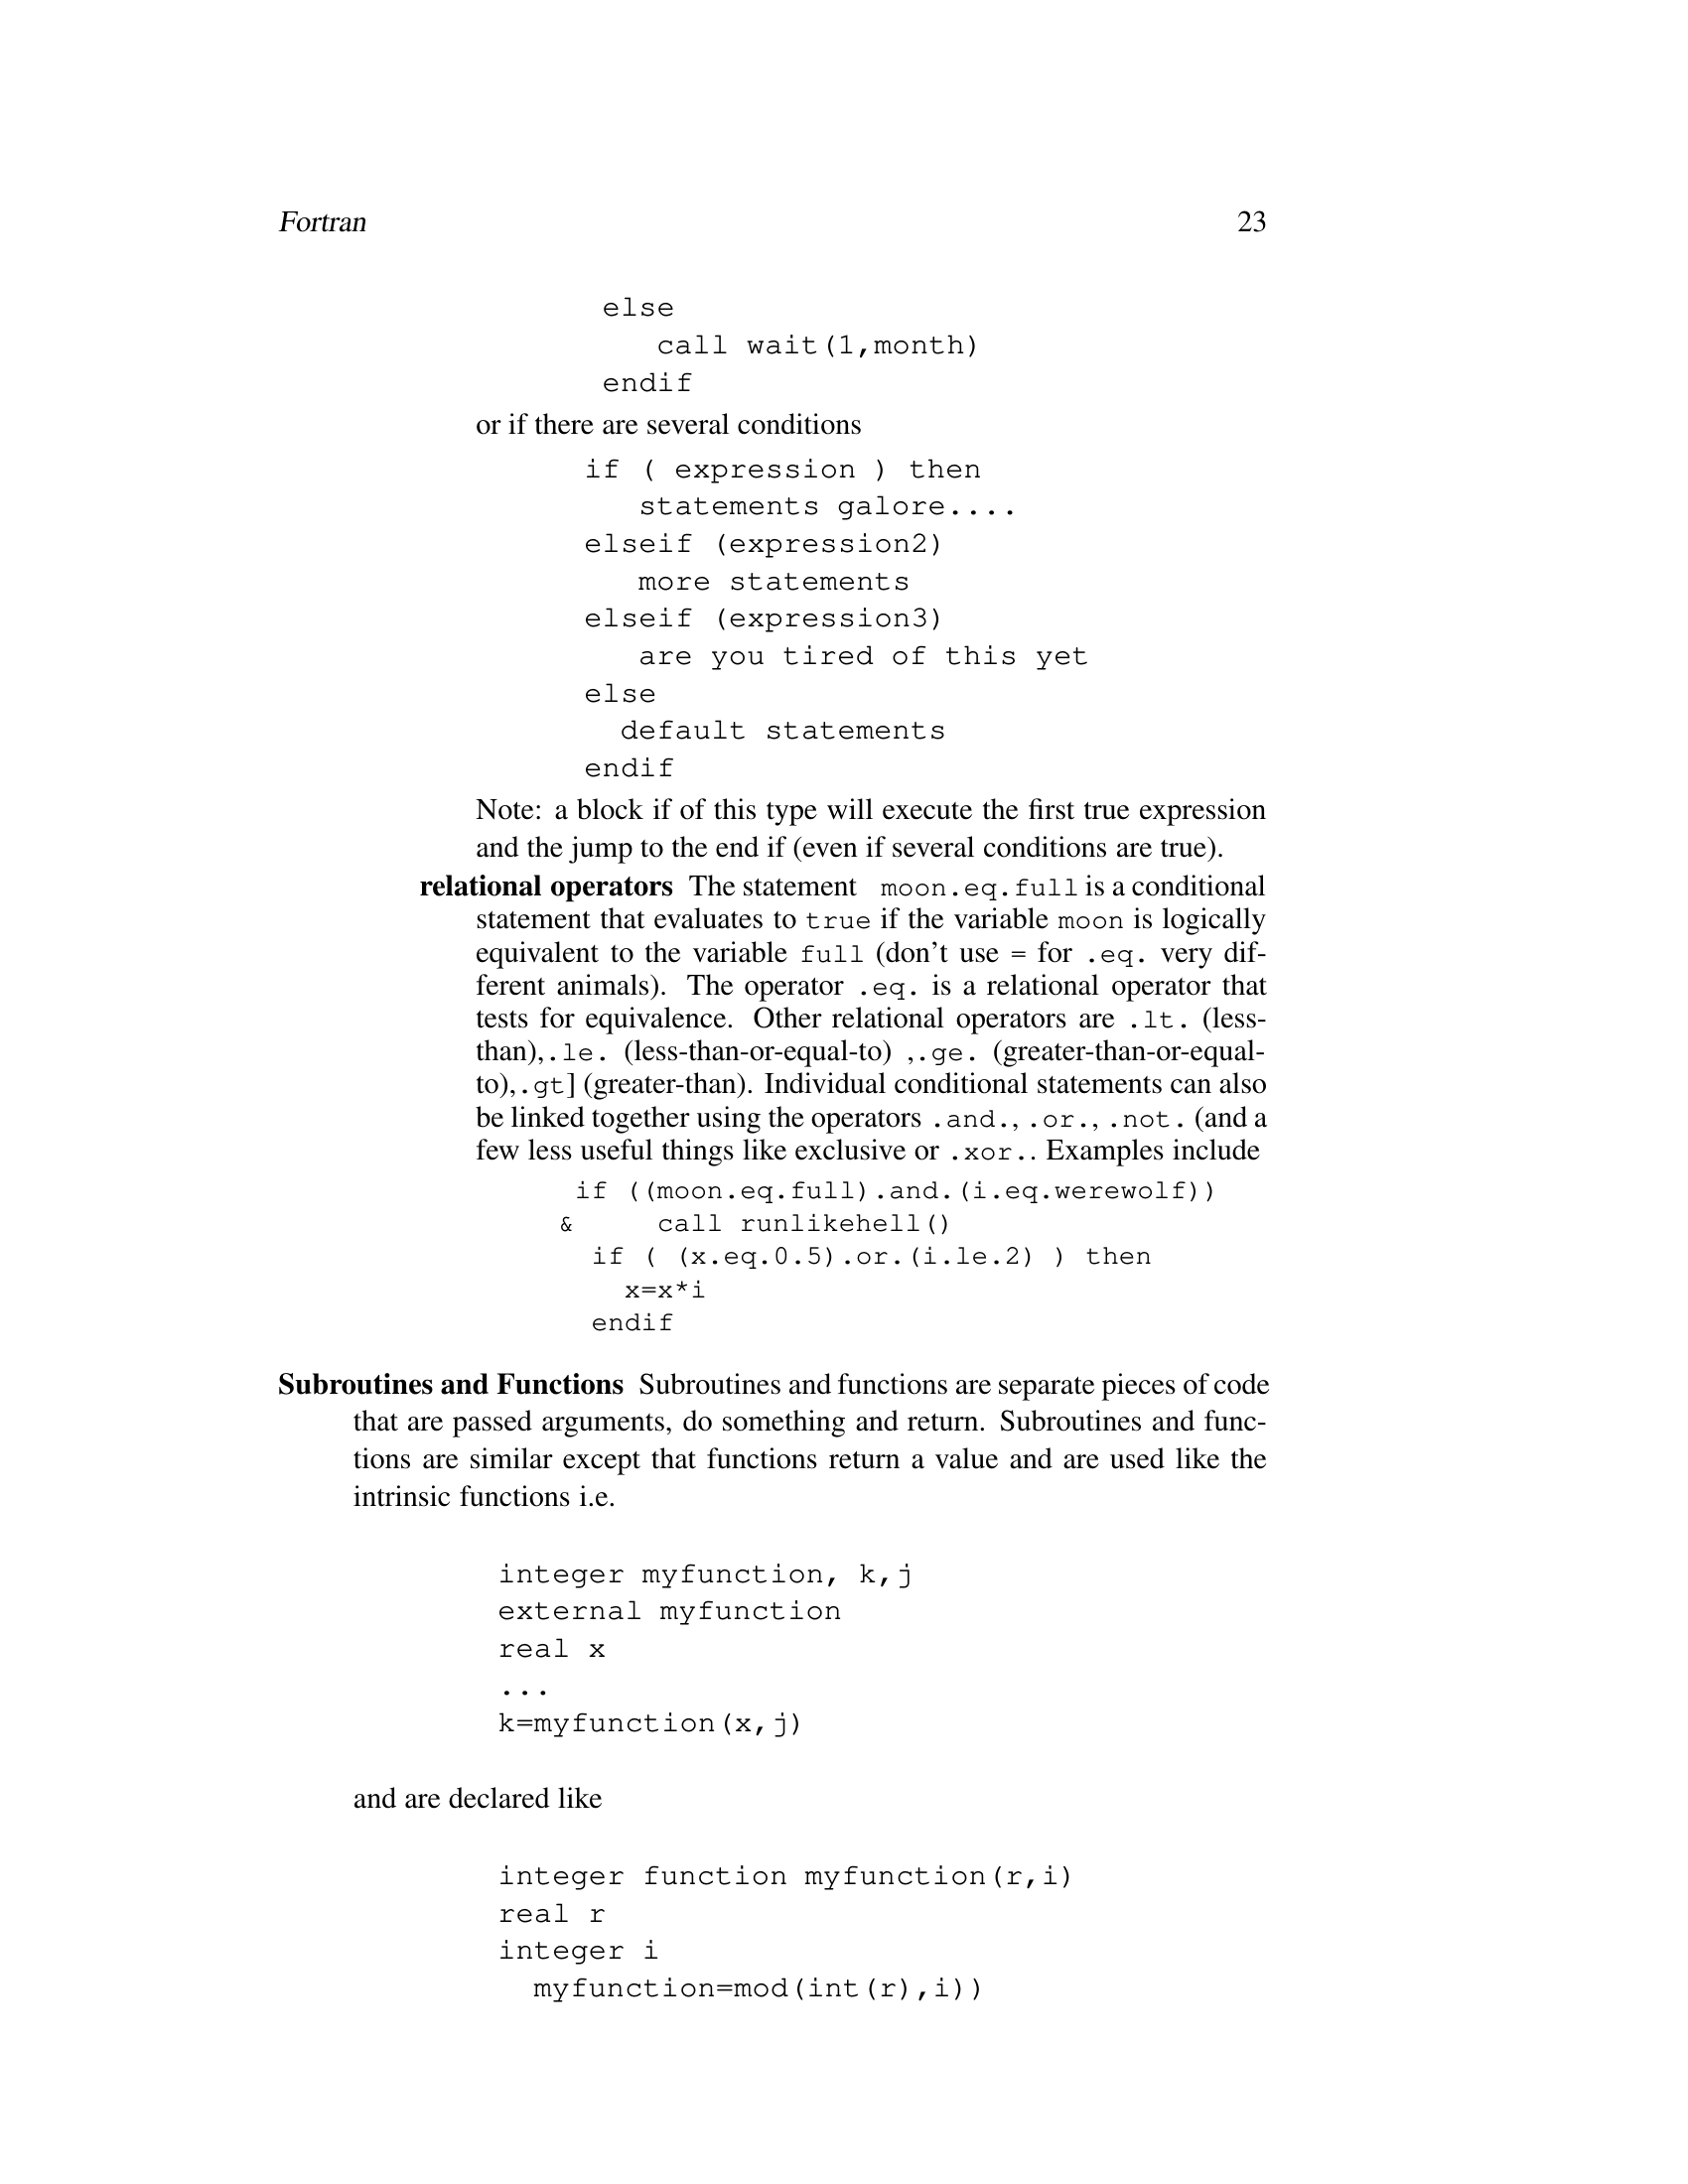 Fortran 23
else
call wait(1,month)
endif
or if there are several conditions
if ( expression ) then
statements galore....
elseif (expression2)
more statements
elseif (expression3)
are you tired of this yet
else
default statements
endif
Note: a block if of this type will execute the first true expression
and the jump to the end if (even if several conditions are true).
relational operators The statement moon.eq.full is a conditional
statement that evaluates to true if the variable moon is logically
equivalent to the variable full (don't use = for .eq. very dif-
ferent animals). The operator .eq. is a relational operator that
tests for equivalence. Other relational operators are .lt. (less-
than),.le. (less-than-or-equal-to) ,.ge. (greater-than-or-equal-
to),.gt] (greater-than). Individual conditional statements can also
be linked together using the operators .and., .or., .not. (and a
few less useful things like exclusive or .xor.. Examples include
if ((moon.eq.full).and.(i.eq.werewolf))
& call runlikehell()
if ( (x.eq.0.5).or.(i.le.2) ) then
x=x*i
endif
Subroutines and Functions Subroutines and functions are separate pieces of code
that are passed arguments, do something and return. Subroutines and func-
tions are similar except that functions return a value and are used like the
intrinsic functions i.e.
integer myfunction, k,j
external myfunction
real x
...
k=myfunction(x,j)
and are declared like
integer function myfunction(r,i)
real r
integer i
myfunction=mod(int(r),i))